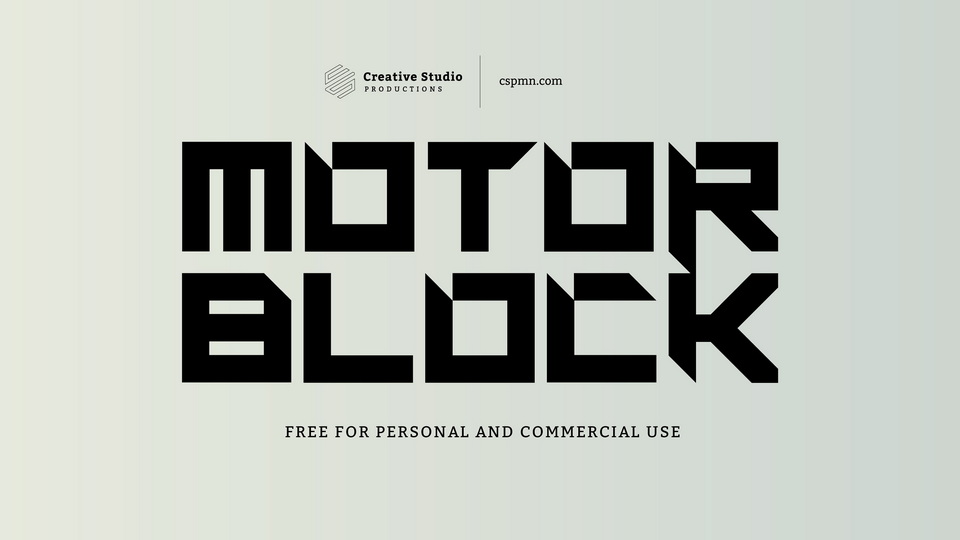 Creative Studio
PRODUCTIONS
cspmn.com
MOTOR
BLOCK
FREE FOR PERSONAL AND COMMERCIAL USE